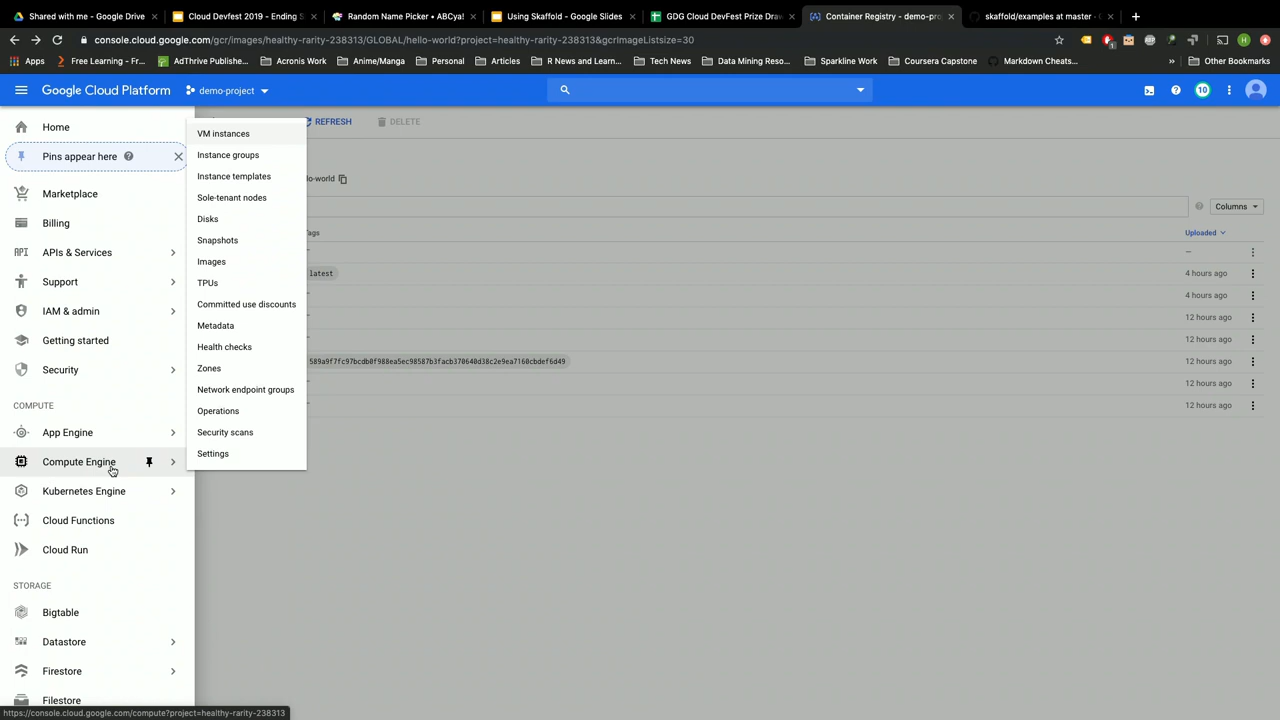 Shared with me - Google Drive
Cloud Devfest 2019 - Ending S
Random Name Picker • ABCya!
Using Skaffold - Google Slides
GDG Cloud DevFest Prize Draw
Container Registry - demo-pro
skaffold/examples at master ·
console.cloud.google.com/gcr/images/healthy-rarity-238313/GLOBAL/hello-world?project=healthy-rarity-238313&gcrImageListsize=30
Apps
Free Learning - Fr...
AdThrive Publishe...
Acronis Work
Anime/Manga
Personal
Articles
R News and Learn...
Tech News
Data Mining Reso...
Sparkline Work
Coursera Capstone
Markdown Cheats...
»
Other Bookmarks
Google Cloud Platform
demo-project
10
Home
Pins appear here
Marketplace
Billing
API APIs & Services
Support
IAM & admin
Getting started
Security
COMPUTE
App Engine
Compute Engine
Kubernetes Engine
Cloud Functions
Cloud Run
STORAGE
Bigtable
Datastore
Firestore
Filestore
https://console.cloud.google.com/compute?project=healthy-rarity-238313
VM instances
Instance groups
Instance templates
Sole-tenant nodes
Disks
Snapshots
Images
TPUs
Committed use discounts
Metadata
Health checks
Zones
Network endpoint groups
Operations
Security scans
Settings
REFRESH
DELETE
lo-world
Columns
ags
Uploaded
latest
4 hours ago
4 hours ago
12 hours ago
12 hours ago
589a9f7fc97bcdb0f988ea5ec98587b3facb370640d38c2e9ea7160cbdef6d49
12 hours ago
12 hours ago
12 hours ago